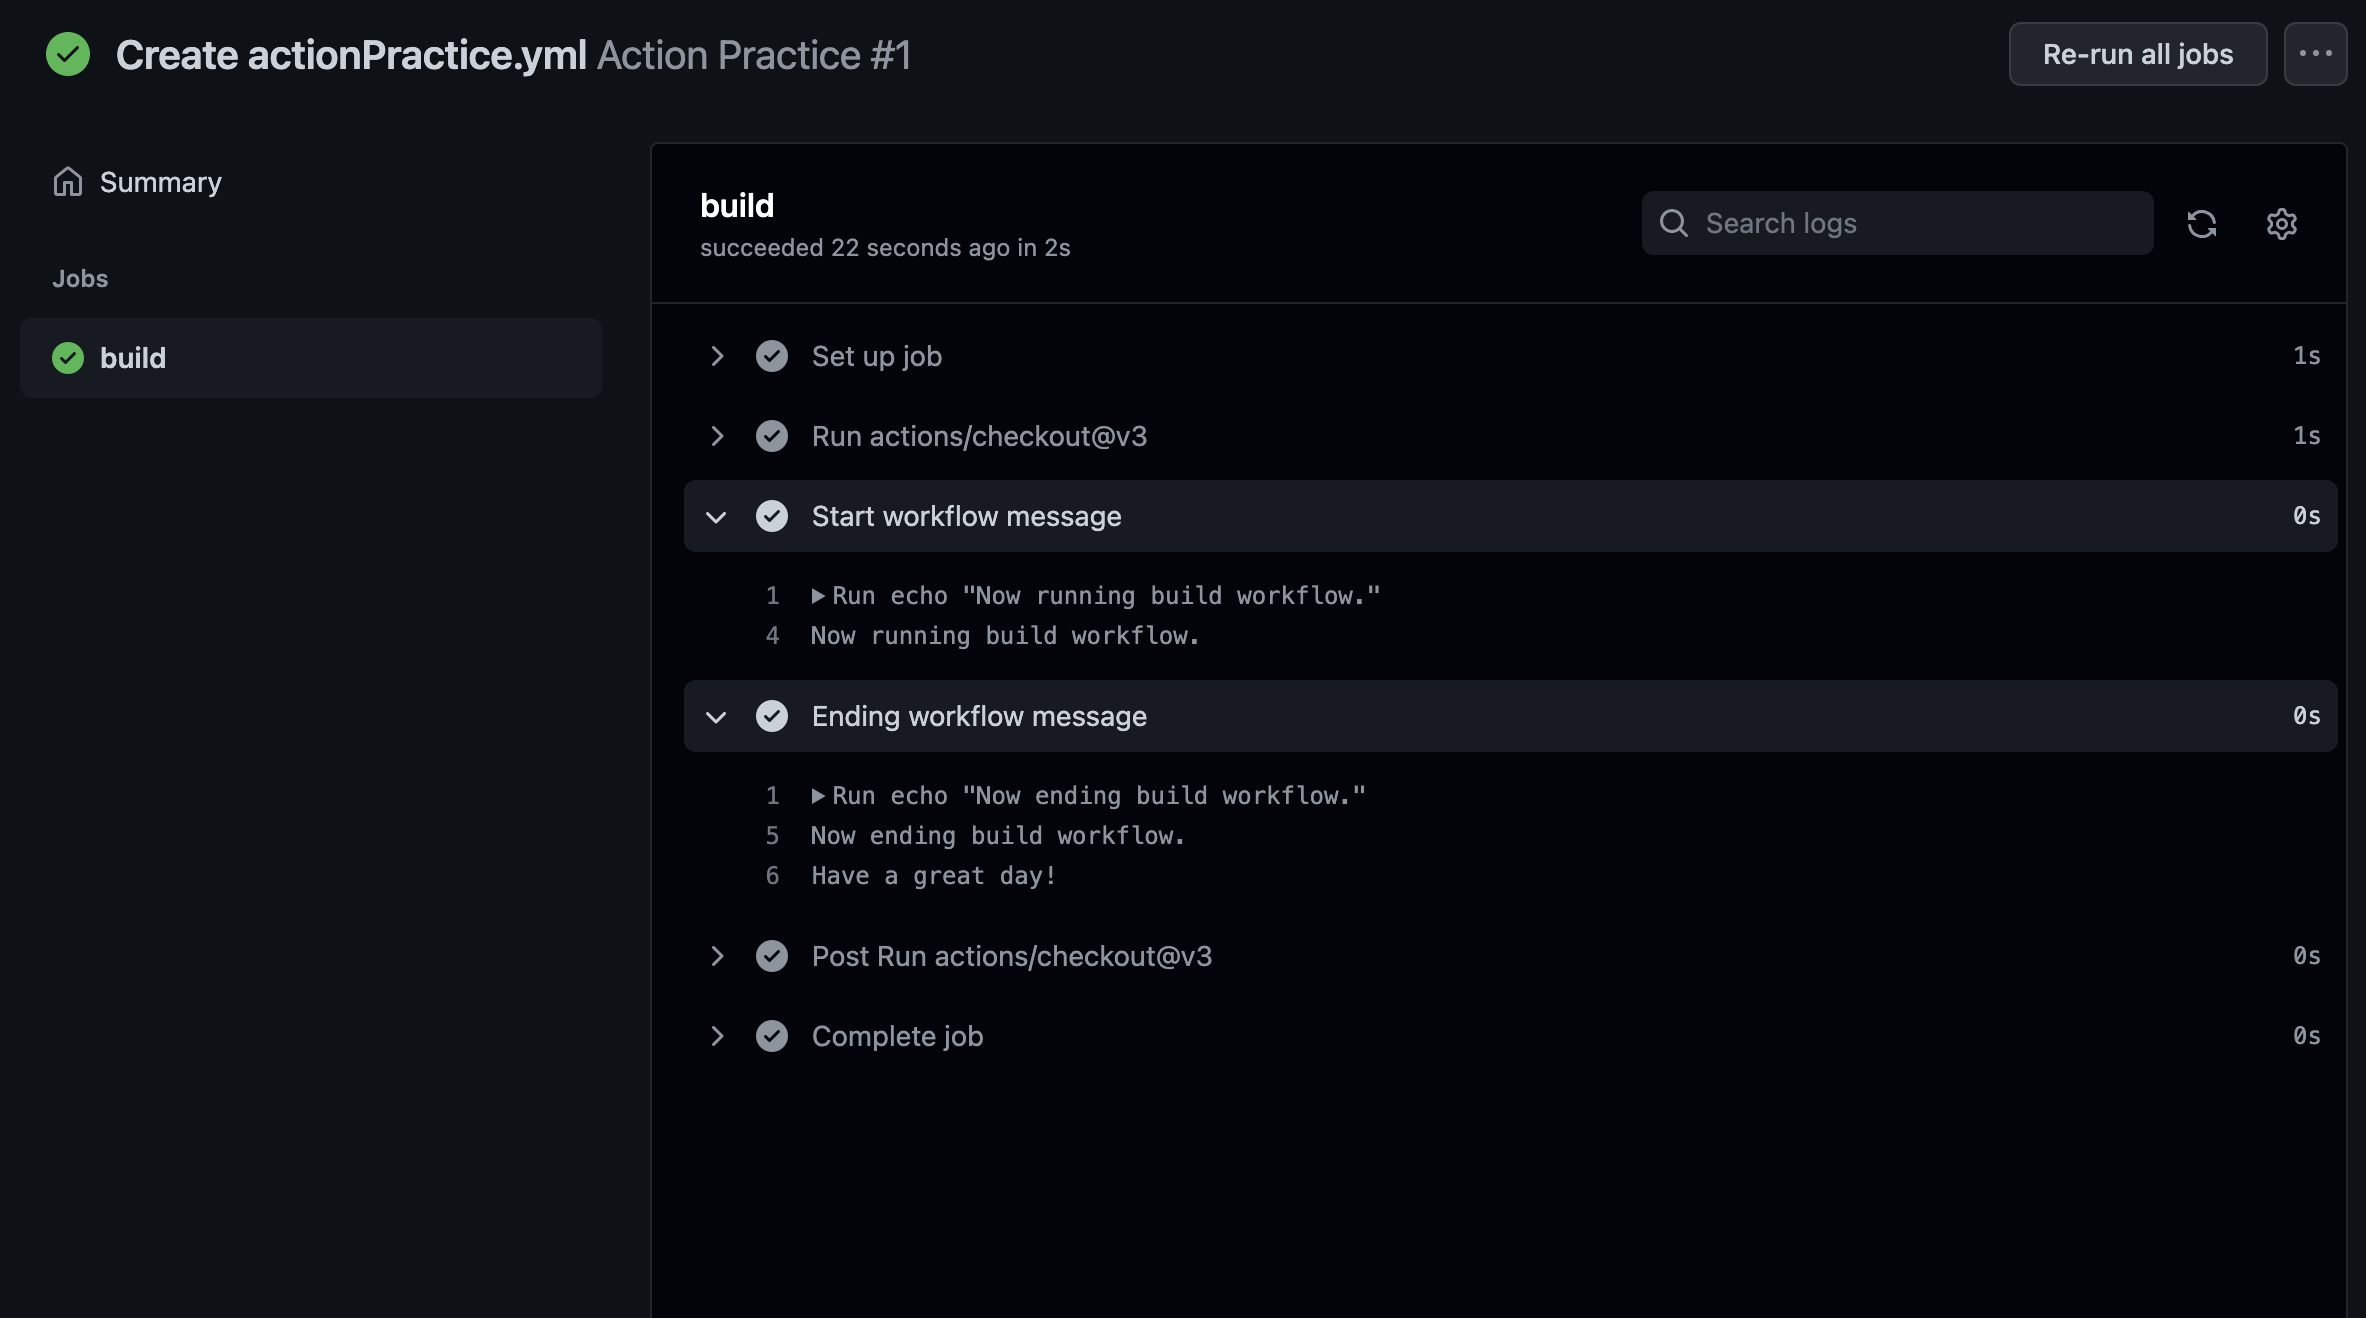 Create actionPractice.yml Action Practice #1
Re-run all jobs
Summary
Jobs
build
build
succeeded 22 seconds ago in 2s
Search logs
Set up job 1s
Run actions/checkout@v3 1s
Start workflow message 0s
1 Run echo "Now running build workflow."
4 Now running build workflow.
Ending workflow message 0s
1 Run echo "Now ending build workflow."
5 Now ending build workflow.
6 Have a great day!
Post Run actions/checkout@v3 0s
Complete job 0s